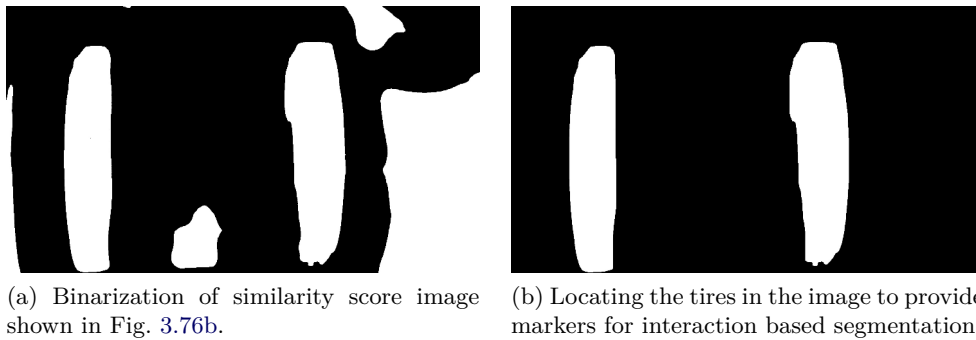 (a) Binarization of similarity score image
shown in Fig. 3.76b.
(b) Locating the tires in the image to provide
markers for interaction based segmentation